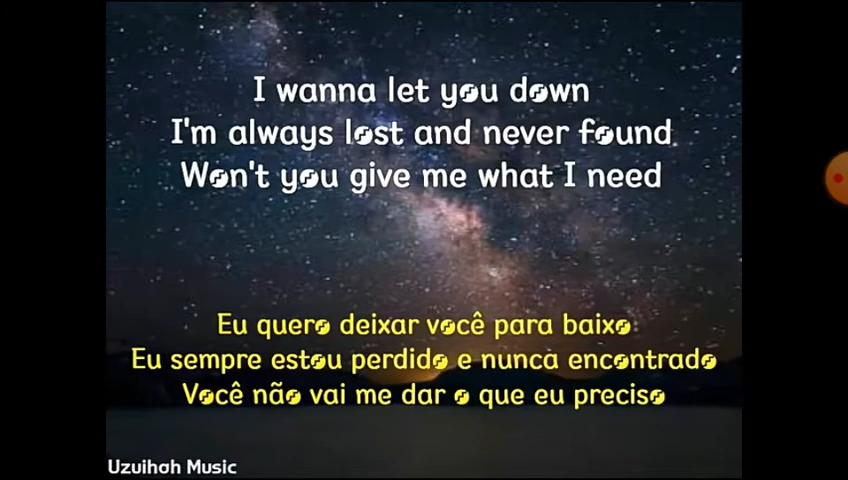 I wanna let you down
I'm always lost and never found
Won't you give me what I need
Eu quero deixar você para baixo
Eu sempre estou perdido e nunca encontrado
Você não vai me dar o que eu preciso
Uzuihah Music